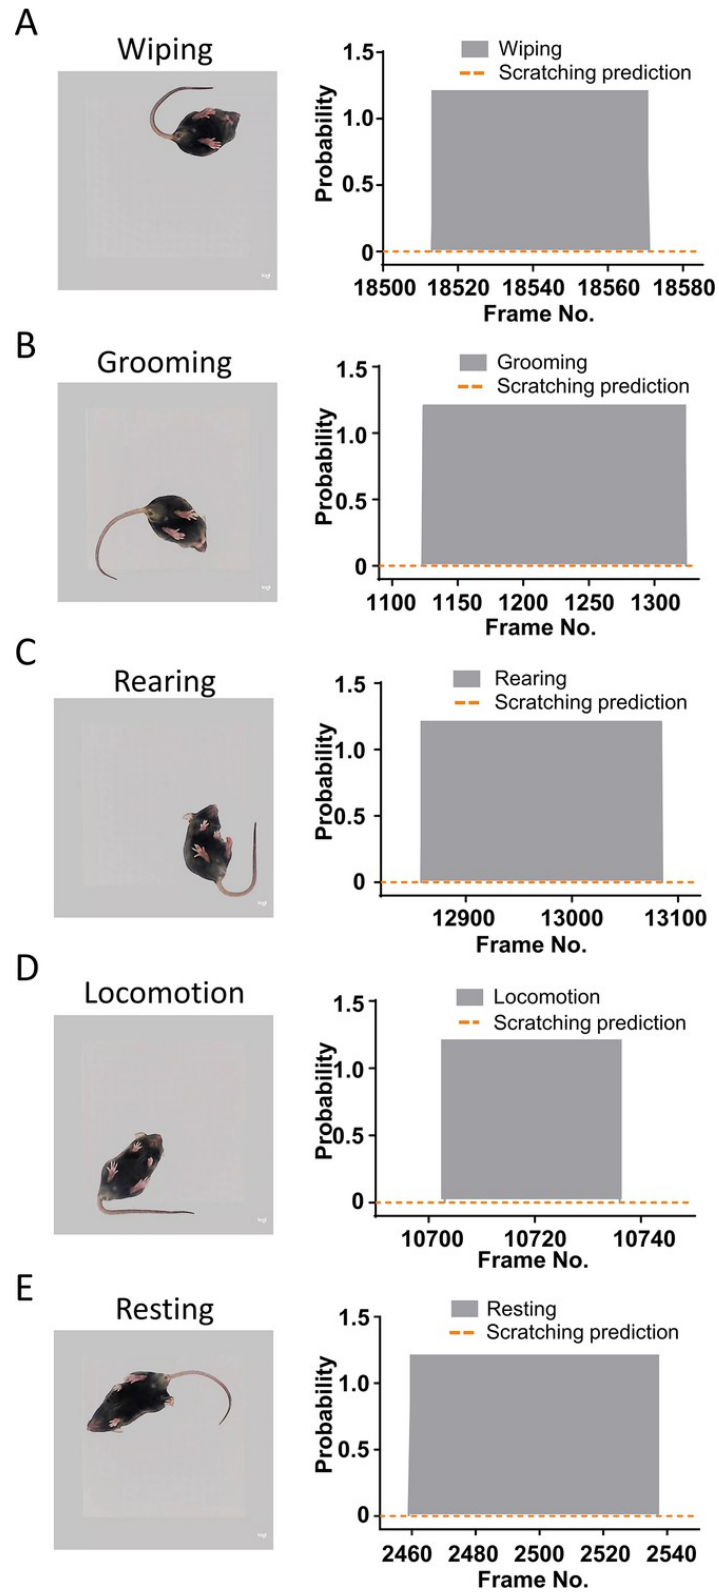 A
Wiping
1.5
1.0
0.5
0
Probability
Wiping
Scratching prediction
18500 18520 18540 18560 18580
Frame No.
B
Grooming
1.5
1.0
0.5
0
Probability
Grooming
Scratching prediction
1100 1150 1200 1250 1300
Frame No.
C
Rearing
1.5
1.0
0.5
0
Probability
Rearing
Scratching prediction
12900 13000 13100
Frame No.
D
Locomotion
1.5
1.0
0.5
0
Probability
Locomotion
Scratching prediction
10700 10720 10740
Frame No.
E
Resting
1.5
1.0
0.5
0
Probability
Resting
Scratching prediction
2460 2480 2500 2520 2540
Frame No.